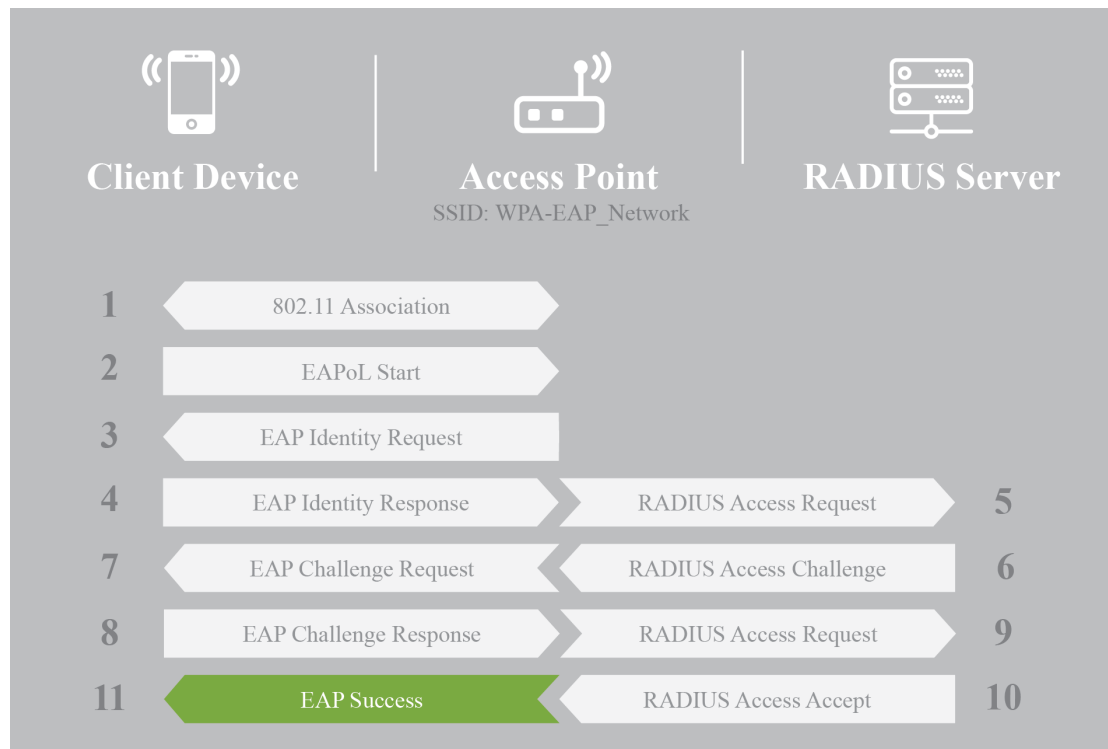 Client Device
Access Point
RADIUS Server
SSID: WPA-EAP_Network
1 802.11 Association
2 EAPoL Start
3 EAP Identity Request
4 EAP Identity Response RADIUS Access Request 5
7 EAP Challenge Request RADIUS Access Challenge 6
8 EAP Challenge Response RADIUS Access Request 9
11 EAP Success RADIUS Access Accept 10